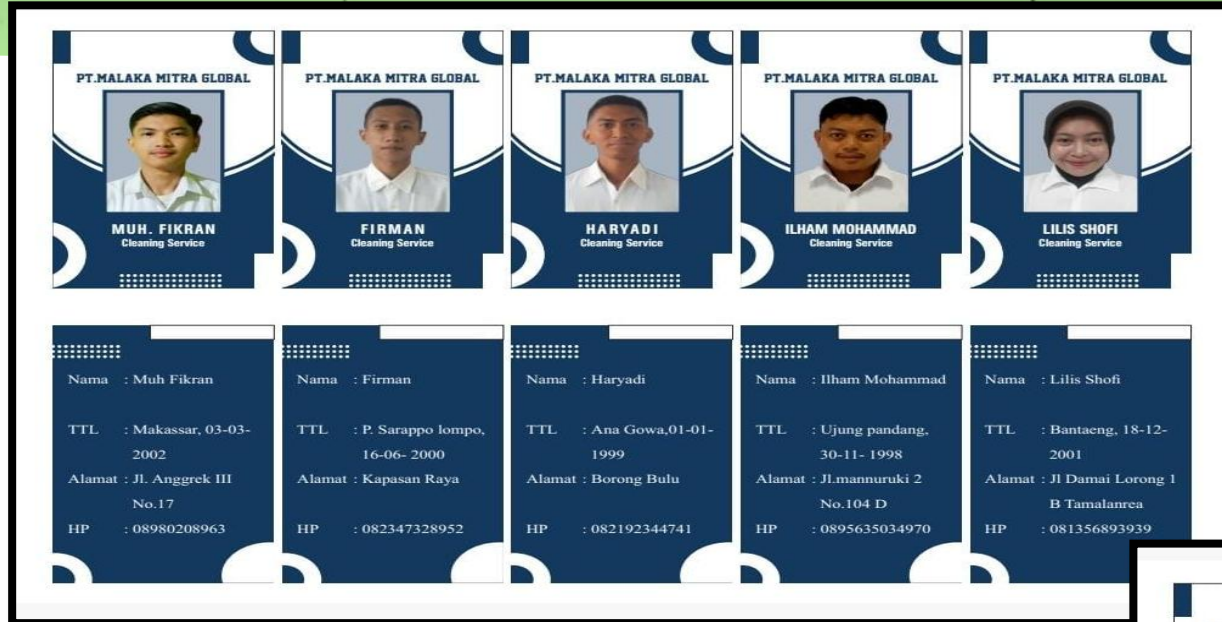 PT.MALAKA MITRA GLOBAL
MUH. FIKRAN
Cleaning Service
PT.MALAKA MITRA GLOBAL
FIRMAN
Cleaning Service
PT.MALAKA MITRA GLOBAL
HARYADI
Cleaning Service
PT.MALAKA MITRA GLOBAL
ILHAM MOHAMMAD
Cleaning Service
PT.MALAKA MITRA GLOBAL
LILIS SHOFI
Cleaning Service
Nama : Muh Fikran
TTL : Makassar, 03-03-
2002
Alamat : Jl. Anggrek III
No.17
HP : 08980208963
Nama : Firman
TTL : P. Sarappo lompo,
16-06- 2000
Alamat : Kapasan Raya
HP : 082347328952
Nama : Haryadi
TTL : Ana Gowa,01-01-
1999
Alamat : Borong Bulu
HP : 082192344741
Nama : Ilham Mohammad
TTL : Ujung pandang,
30-11- 1998
Alamat : Jl.mannuruki 2
No.104 D
HP : 0895635034970
Nama : Lilis Shofi
TTL : Bantaeng, 18-12-
2001
Alamat : Jl Damai Lorong 1
B Tamalanrea
HP : 081356893939